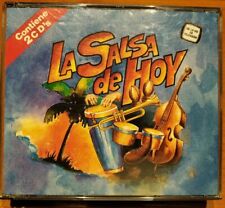 Contiene
2 CD's
LA SALSA
de HOY